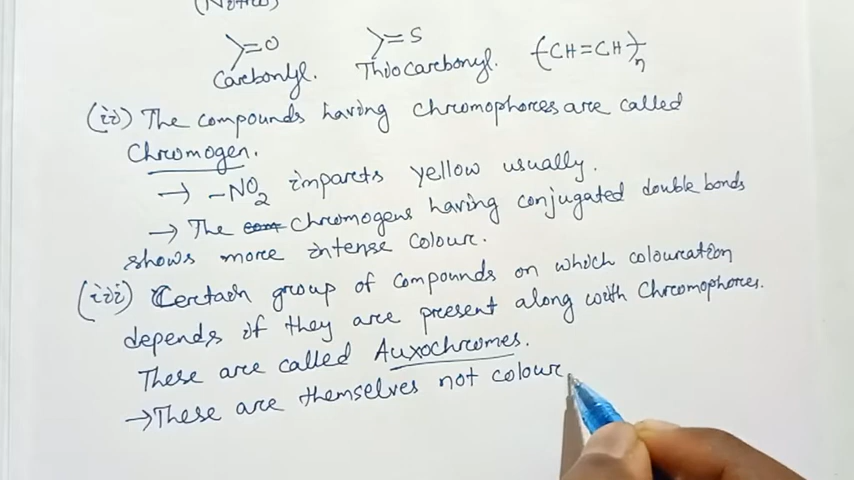 (Nitro)
>=O >=S (CH=CH)n
Carbonyl. Thiocarbonyl.
(ii) The compounds having chromophores are called
Chromogen.
→ -NO2 imparts yellow usually.
→ The Chromogens having conjugated double bonds
shows more intense colour.
(iii) Certain group of compounds on which colouration
depends if they are present along with Chromophores.
These are called Auxochromes.
→ These are themselves not colour